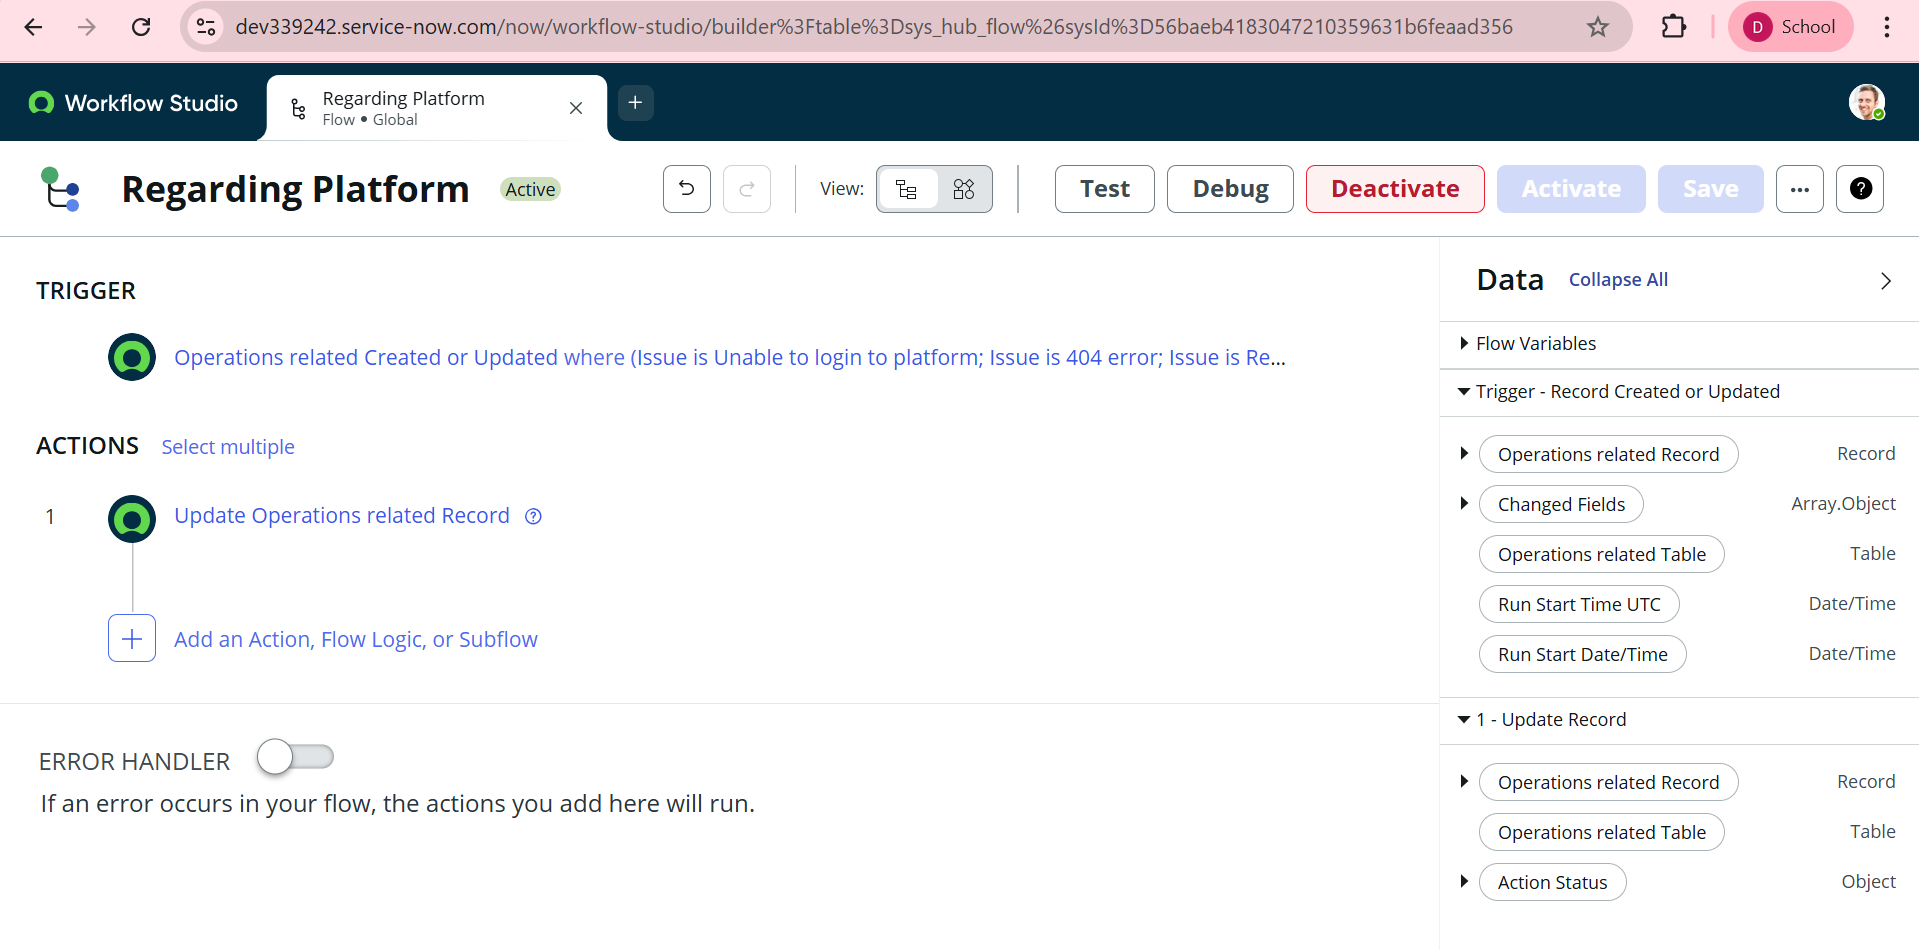 dev339242.service-now.com/now/workflow-studio/builder%3Ftable%3Dsys_hub_flow%26sysId%3D56baeb4183047210359631b6feaad356
D School
Workflow Studio
Regarding Platform
Flow • Global
Regarding Platform
Active
View:
Test
Debug
Deactivate
Activate
Save
TRIGGER
Operations related Created or Updated where (Issue is Unable to login to platform; Issue is 404 error; Issue is Re...
ACTIONS
Select multiple
1
Update Operations related Record
Add an Action, Flow Logic, or Subflow
ERROR HANDLER
If an error occurs in your flow, the actions you add here will run.
Data
Collapse All
Flow Variables
Trigger - Record Created or Updated
Operations related Record Record
Changed Fields Array.Object
Operations related Table Table
Run Start Time UTC Date/Time
Run Start Date/Time Date/Time
1 - Update Record
Operations related Record Record
Operations related Table Table
Action Status Object